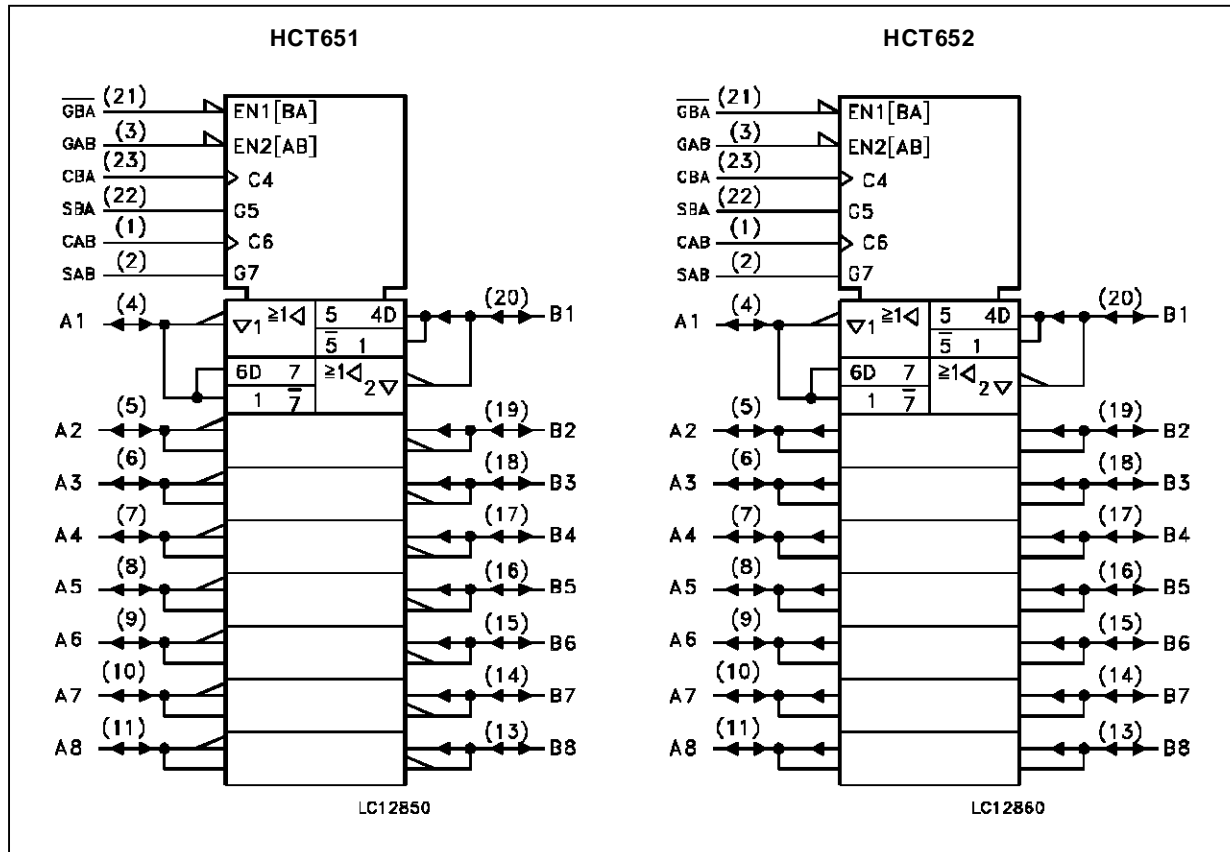 HCT651
HCT652
GBA (21) EN1[BA]
GAB (3) EN2[AB]
CBA (23) C4
SBA (22) G5
CAB (1) C6
SAB (2) G7
A1 (4) ▽1 ≥1◁ 5 4D (20) B1
5 1
6D 7 ≥1◁ 2▽
1 7
A2 (5) (19) B2
A3 (6) (18) B3
A4 (7) (17) B4
A5 (8) (16) B5
A6 (9) (15) B6
A7 (10) (14) B7
A8 (11) (13) B8
LC12850
GBA (21) EN1[BA]
GAB (3) EN2[AB]
CBA (23) C4
SBA (22) G5
CAB (1) C6
SAB (2) G7
A1 (4) ▽1 ≥1◁ 5 4D (20) B1
5 1
6D 7 ≥1◁ 2▽
1 7
A2 (5) (19) B2
A3 (6) (18) B3
A4 (7) (17) B4
A5 (8) (16) B5
A6 (9) (15) B6
A7 (10) (14) B7
A8 (11) (13) B8
LC12860